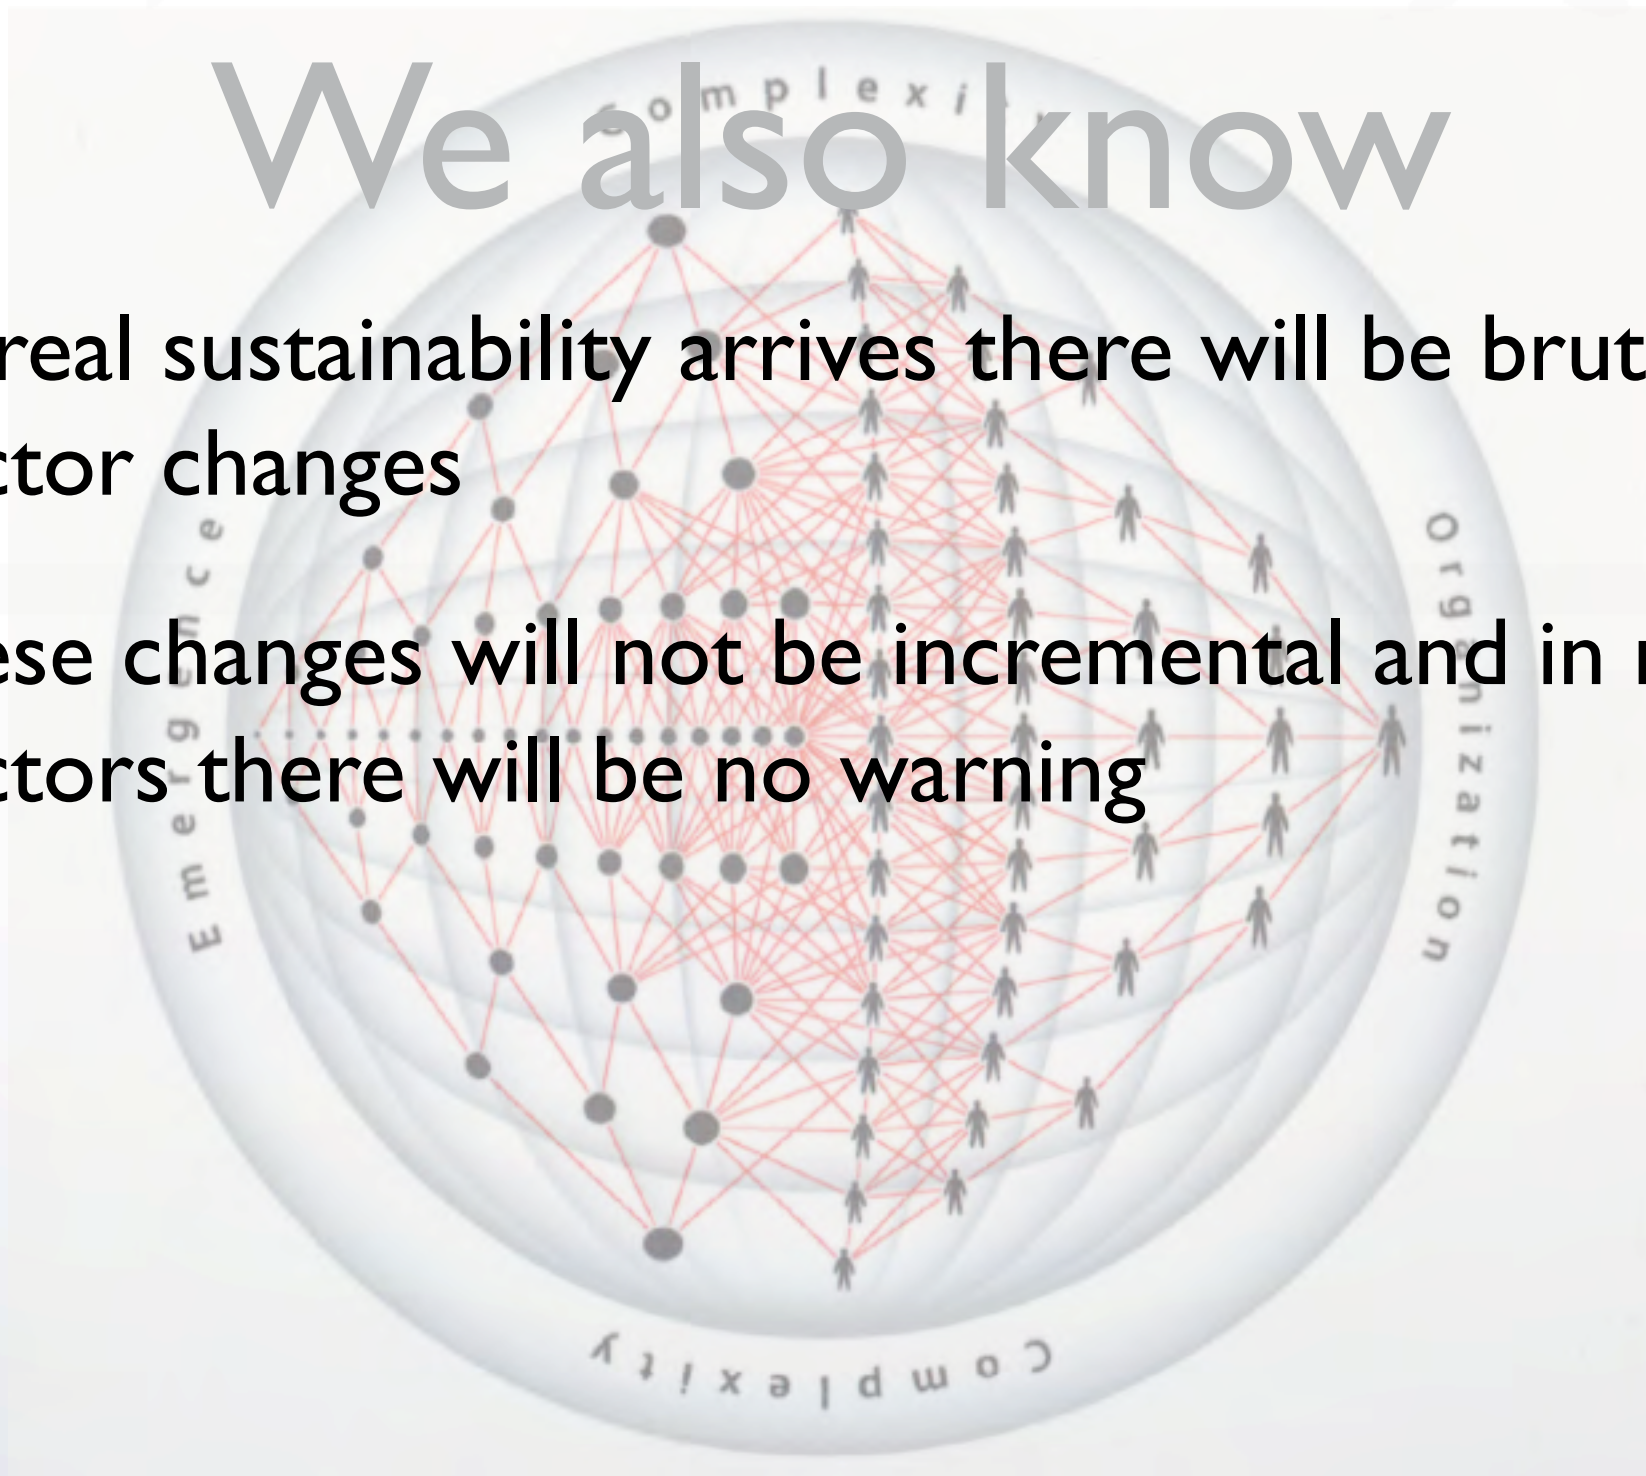 We also know
Complexity
real sustainability arrives there will be brut
ctor changes
ese changes will not be incremental and in
ctors there will be no warning
Emergence
Organization
Complexity